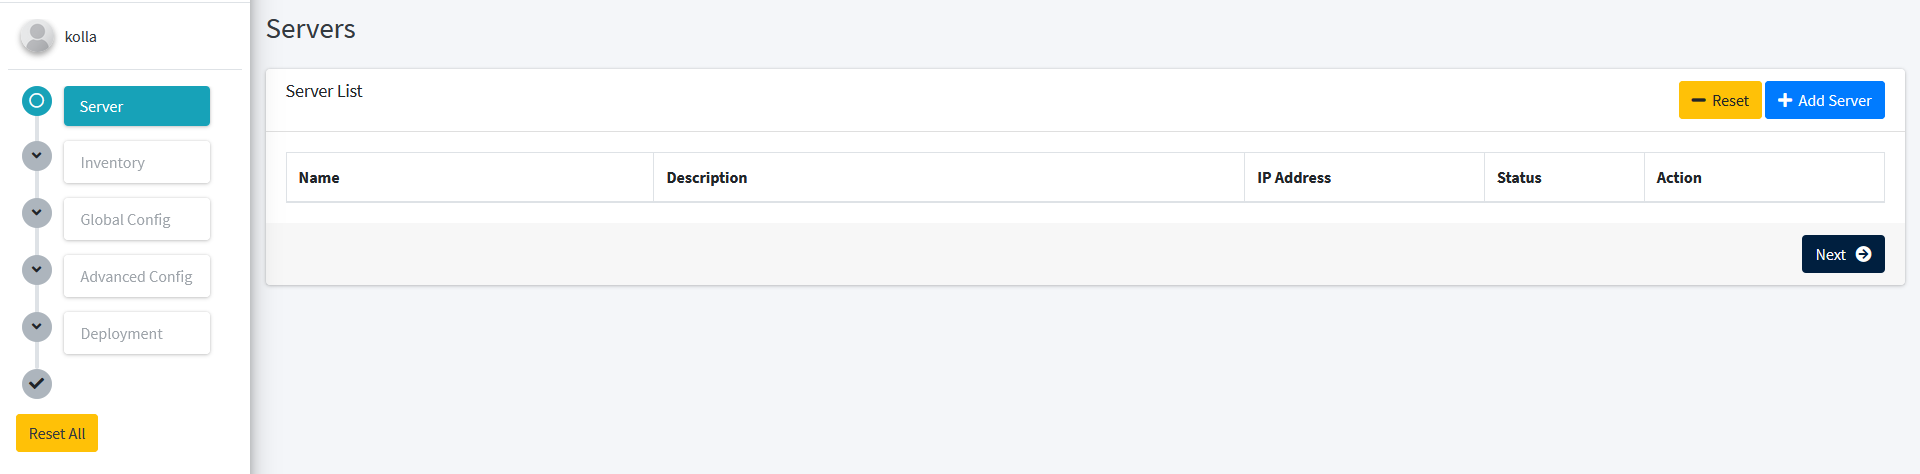 kolla
Server
Inventory
Global Config
Advanced Config
Deployment
Reset All
Servers
Server List
Reset
Add Server
Name Description IP Address Status Action
Next